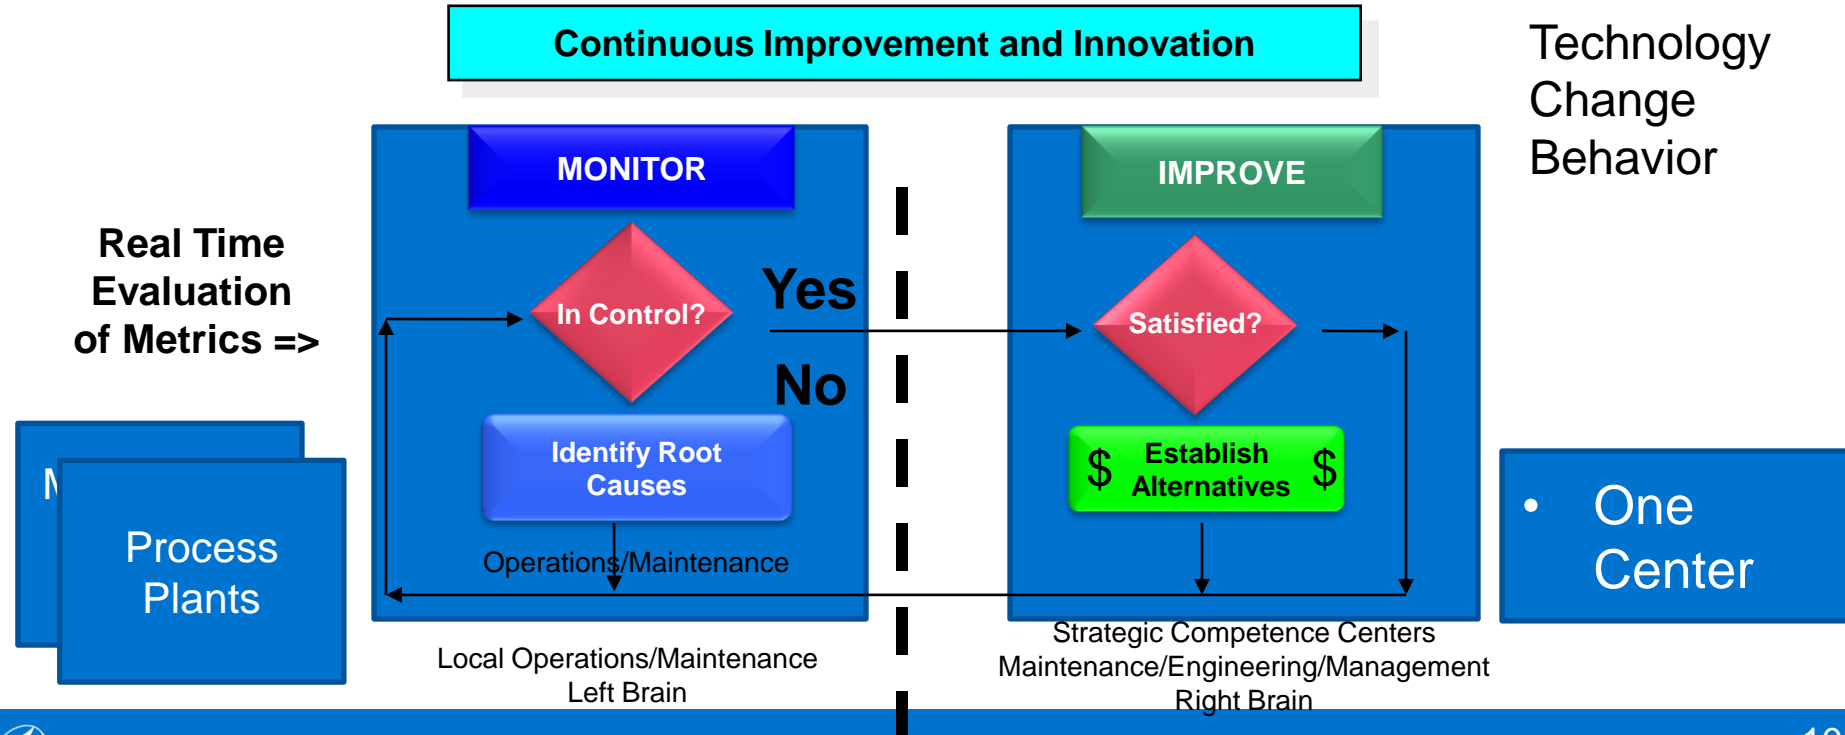 Continuous Improvement and Innovation
Technology
Change
Behavior
MONITOR
IMPROVE
Real Time
Evaluation
of Metrics =>
In Control?
Yes
No
Satisfied?
Identify Root
Causes
$ Establish $
Alternatives
Operations/Maintenance
Process
Plants
• One
Center
Local Operations/Maintenance
Left Brain
Strategic Competence Centers
Maintenance/Engineering/Management
Right Brain